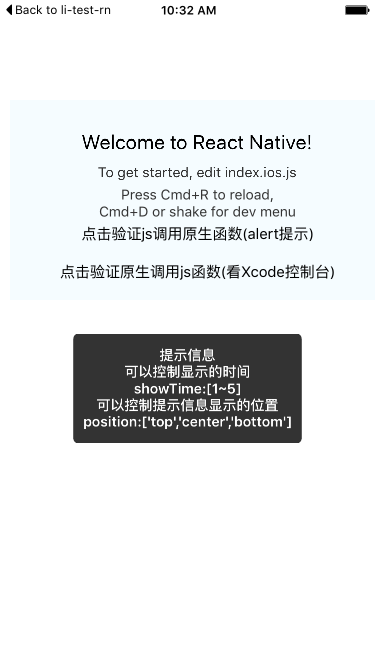 Back to li-test-rn
10:32 AM
Welcome to React Native!
To get started, edit index.ios.js
Press Cmd+R to reload,
Cmd+D or shake for dev menu
点击验证js调用原生函数(alert提示)
点击验证原生调用js函数(看Xcode控制台)
提示信息
可以控制显示的时间
showTime:[1~5]
可以控制提示信息显示的位置
position:['top','center','bottom']